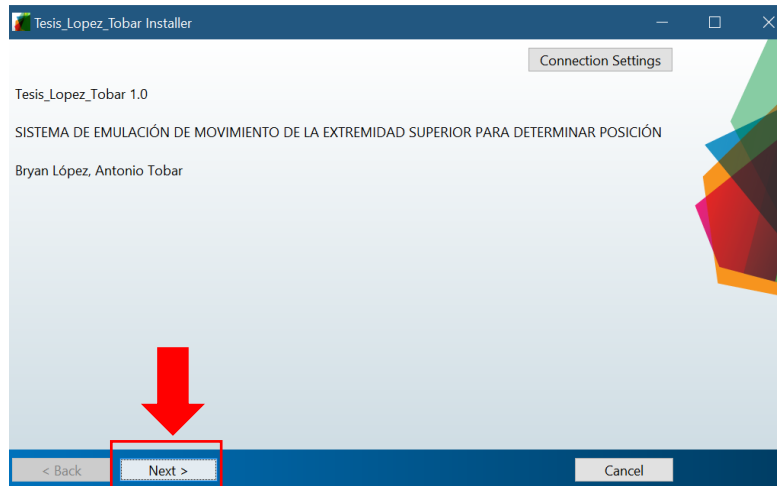 Tesis_Lopez_Tobar Installer
Connection Settings
Tesis_Lopez_Tobar 1.0
SISTEMA DE EMULACIÓN DE MOVIMIENTO DE LA EXTREMIDAD SUPERIOR PARA DETERMINAR POSICIÓN
Bryan López, Antonio Tobar
< Back Next > Cancel